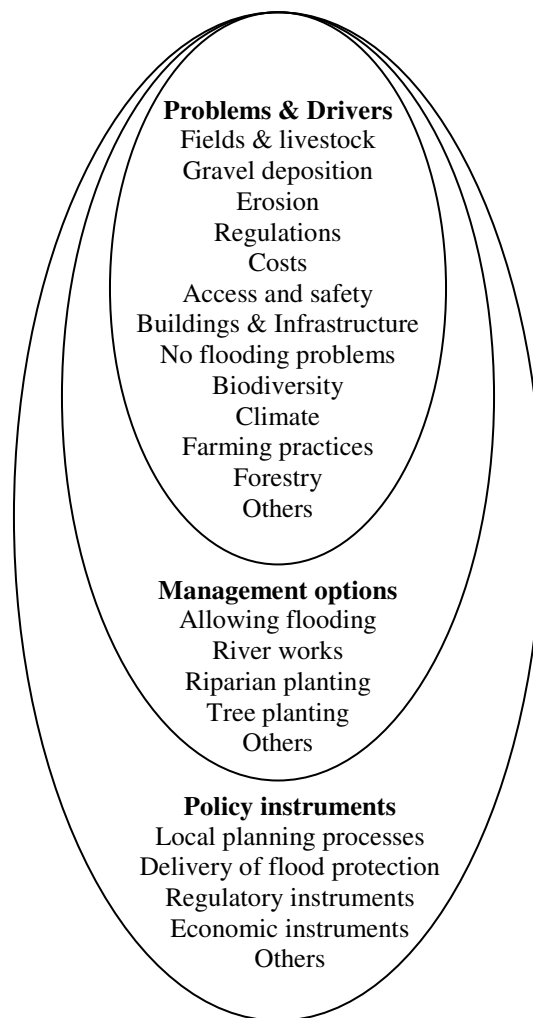 Problems & Drivers
Fields & livestock
Gravel deposition
Erosion
Regulations
Costs
Access and safety
Buildings & Infrastructure
No flooding problems
Biodiversity
Climate
Farming practices
Forestry
Others
Management options
Allowing flooding
River works
Riparian planting
Tree planting
Others
Policy instruments
Local planning processes
Delivery of flood protection
Regulatory instruments
Economic instruments
Others